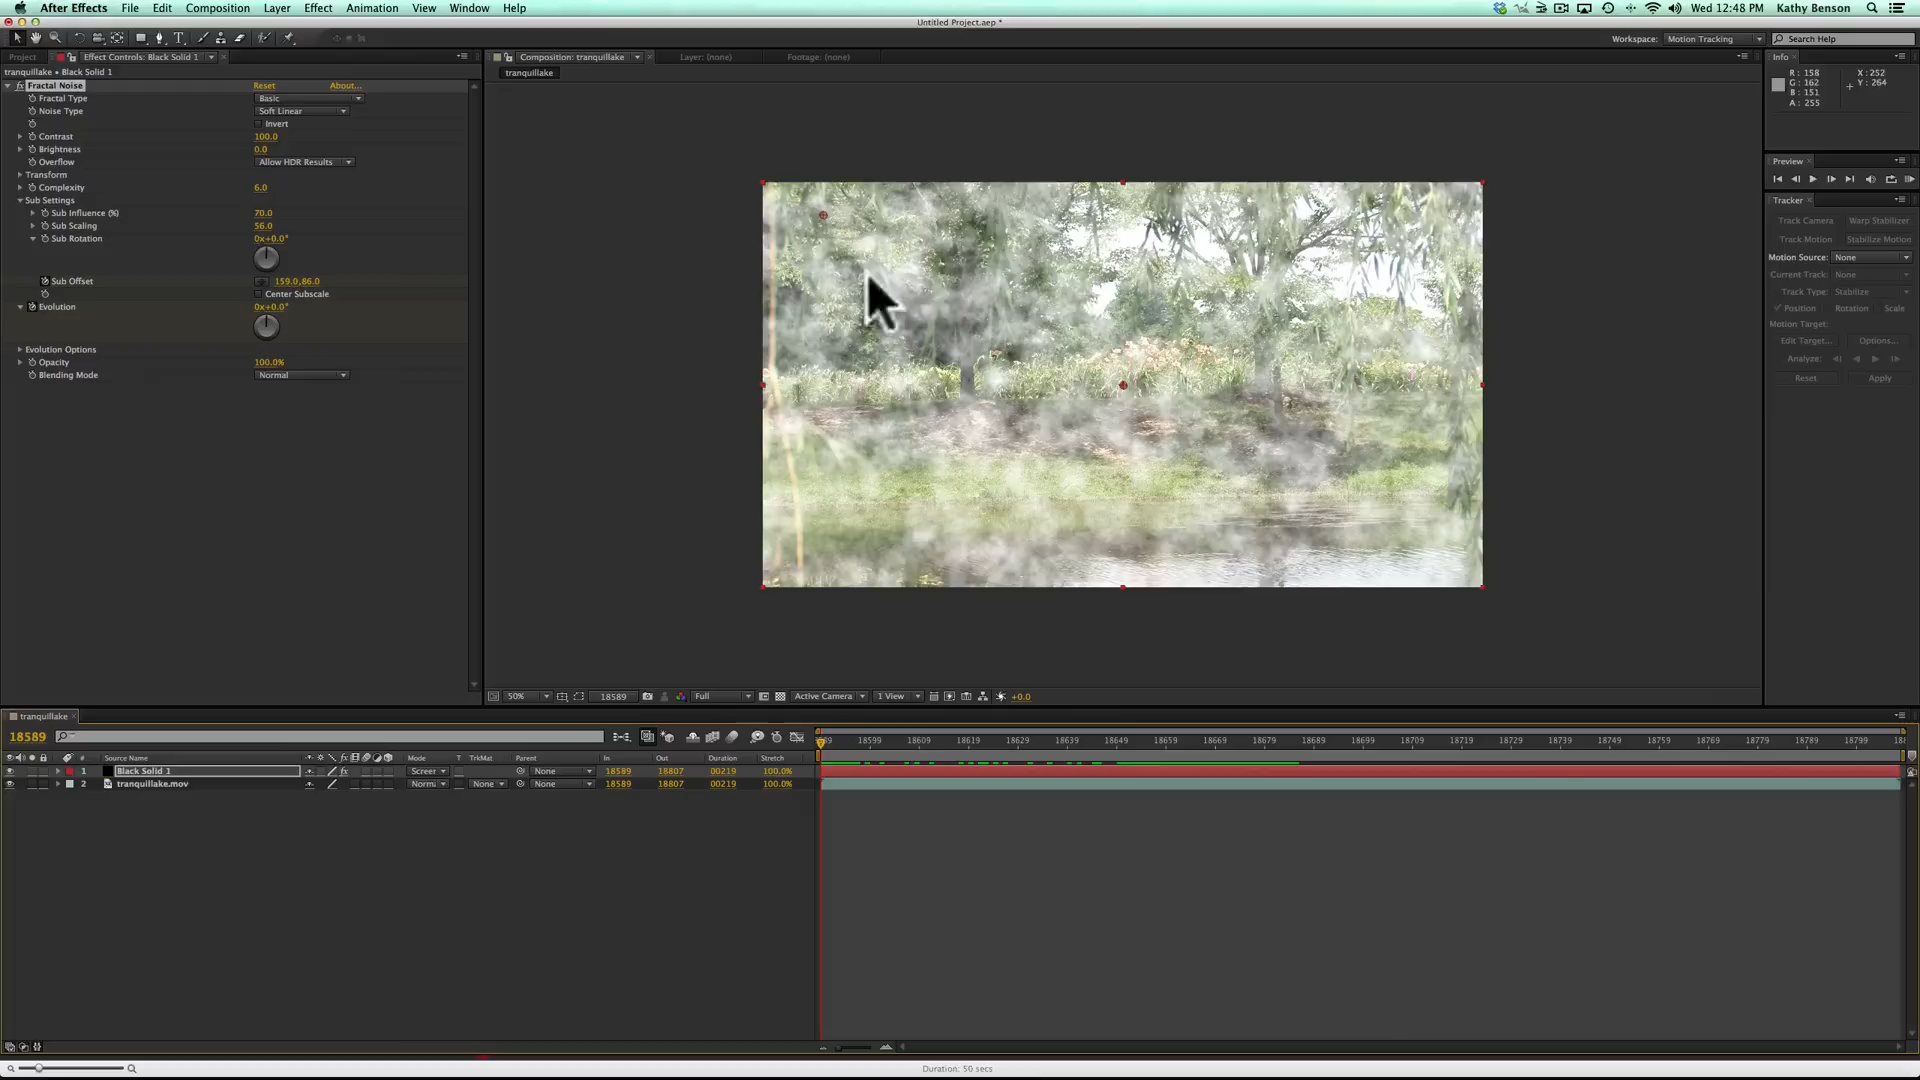 After Effects File Edit Composition Layer Effect Animation View Window Help Wed 12:48 PM Kathy Benson
Untitled Project.aep *
Workspace: Motion Tracking Search Help
Project Effect Controls: Black Solid 1 Composition: tranquillake Layer: (none) Footage: (none) Info
tranquillake • Black Solid 1
tranquillake
R: 158 X: 252
G: 162 Y: 264
B: 151
A: 255
fx Fractal Noise Reset About...
Fractal Type Basic
Noise Type Soft Linear
Invert
Contrast 100.0
Brightness 0.0
Overflow Allow HDR Results
Transform
Complexity 6.0
Sub Settings
Sub Influence (%) 70.0
Sub Scaling 56.0
Sub Rotation 0x+0.0°
Sub Offset 159.0,86.0
Center Subscale
Evolution 0x+0.0°
Evolution Options
Opacity 100.0%
Blending Mode Normal
Preview
Tracker
Track Camera Warp Stabilizer
Track Motion Stabilize Motion
Motion Source: None
Current Track: None
Track Type: Stabilize
Position Rotation Scale
Motion Target:
Edit Target... Options...
Analyze:
Reset Apply
50% 18589 Full Active Camera 1 View +0.0
tranquillake
18589
18599 18609 18619 18629 18639 18649 18659 18669 18679 18689 18699 18709 18719 18729 18739 18749 18759 18769 18779 18789 18799
# Source Name Mode T TrkMat Parent In Out Duration Stretch
1 Black Solid 1 Screen None 18589 18807 00219 100.0%
2 tranquillake.mov Norm None None 18589 18807 00219 100.0%
Duration: 50 secs